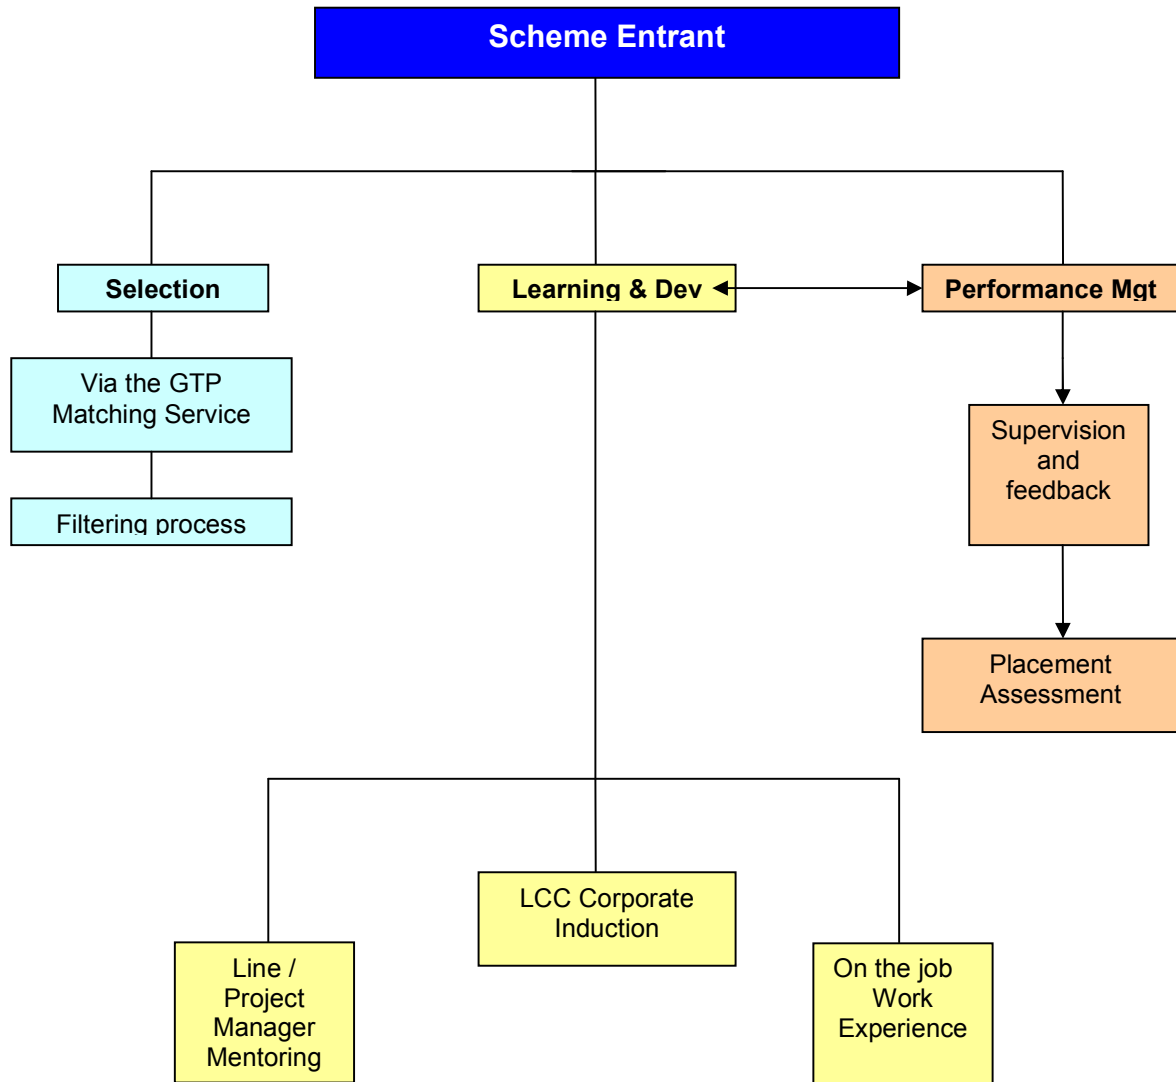 Scheme Entrant
Selection
Learning & Dev
Performance Mgt
Via the GTP
Matching Service
Filtering process
Supervision
and
feedback
Placement
Assessment
LCC Corporate
Induction
Line /
Project
Manager
Mentoring
On the job
Work
Experience